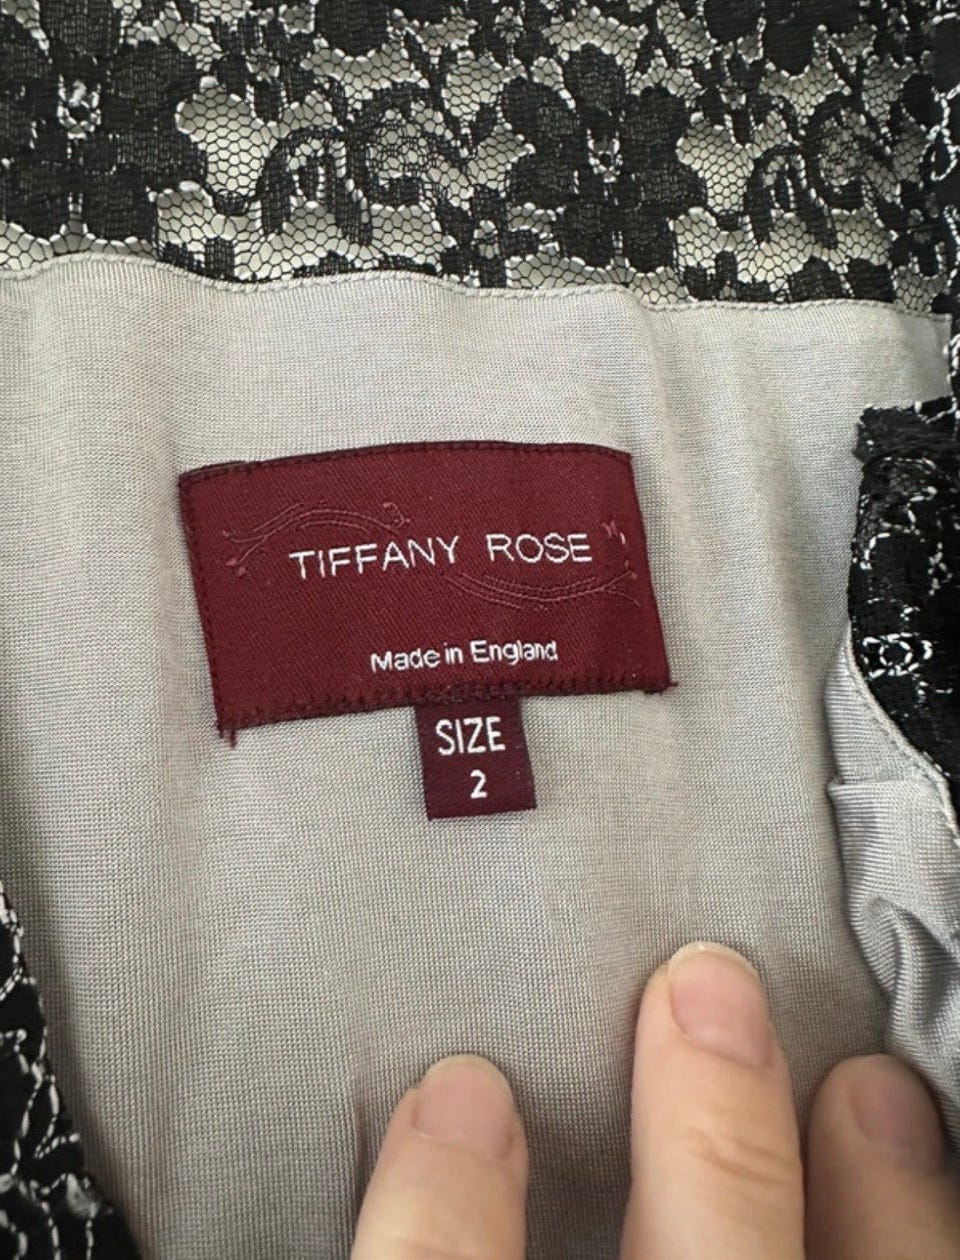 TIFFANY ROSE
Made in England
SIZE
2